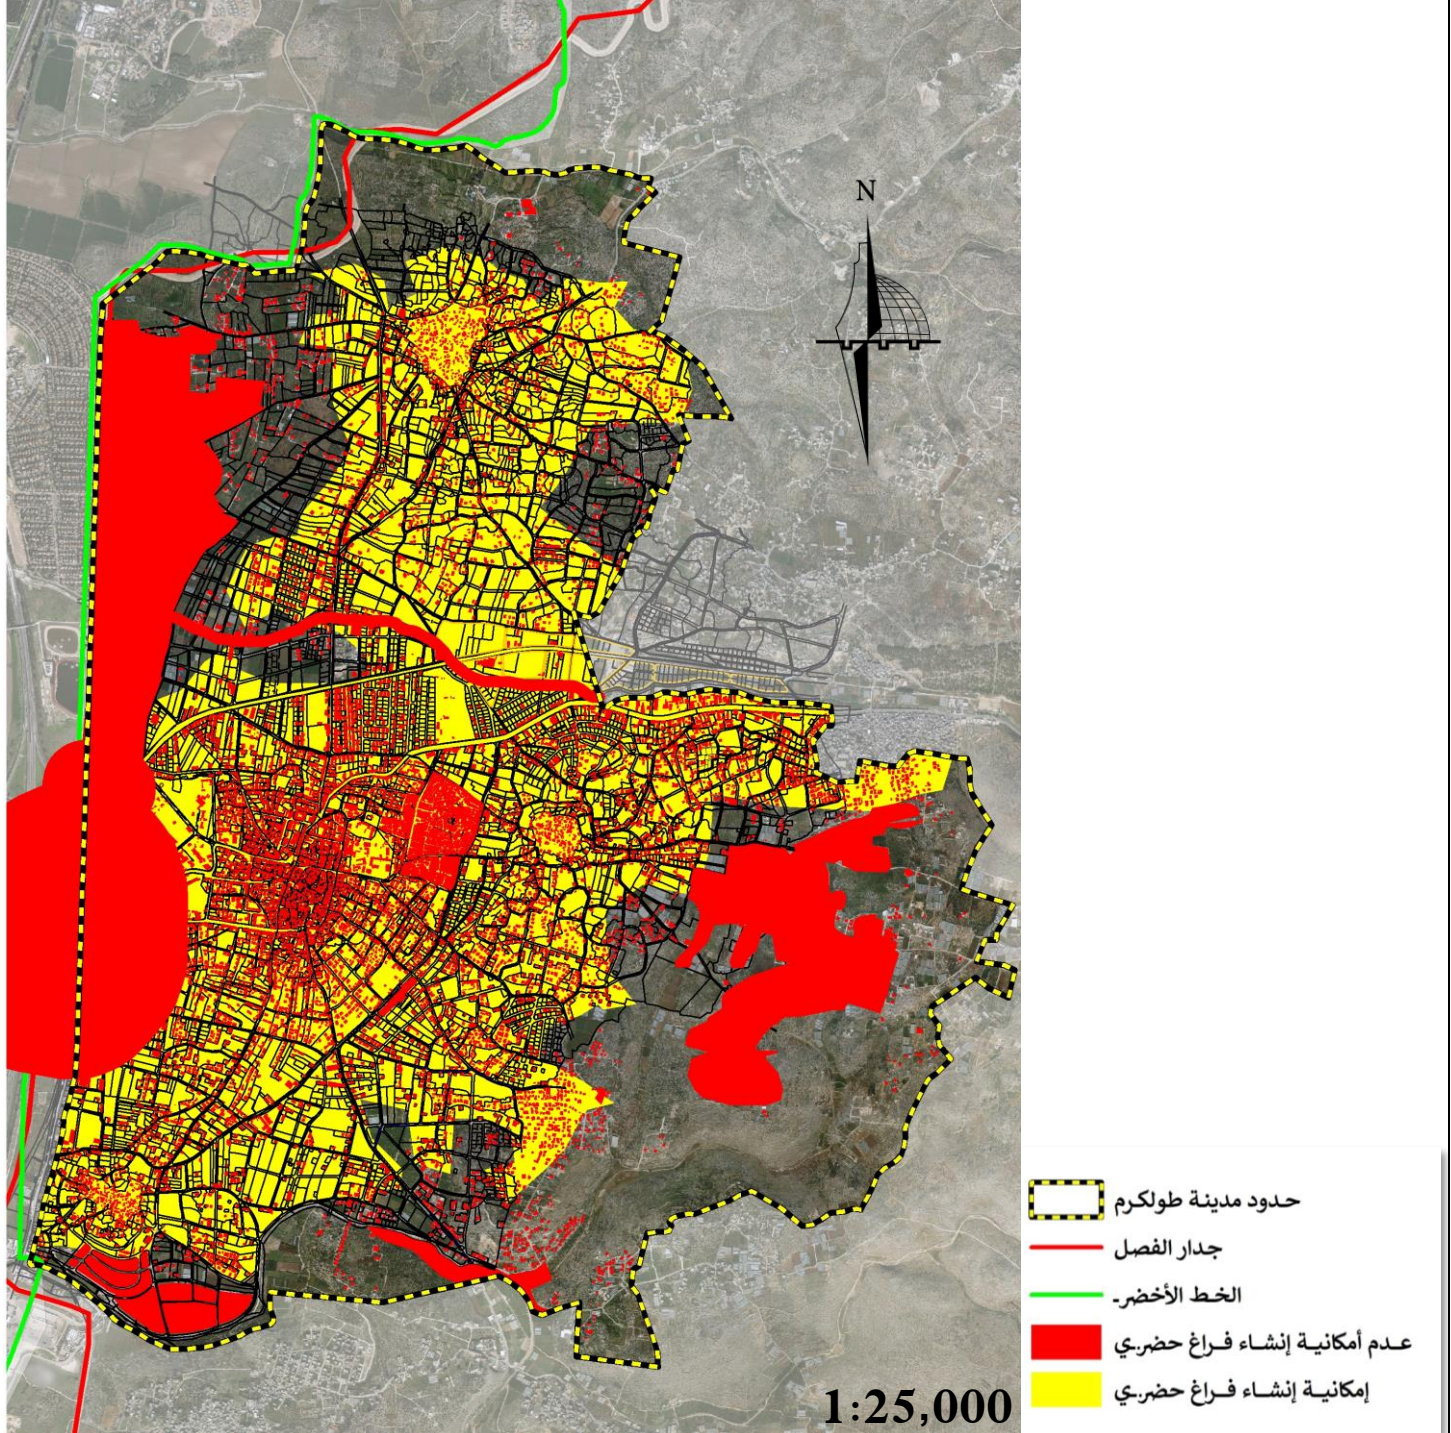 N
حدود مدينة طولكرم
جدار الفصل
الخط الأخضر
عدم أمكانية إنشاء فراغ حضري
إمكانية إنشاء فراغ حضري
1:25,000